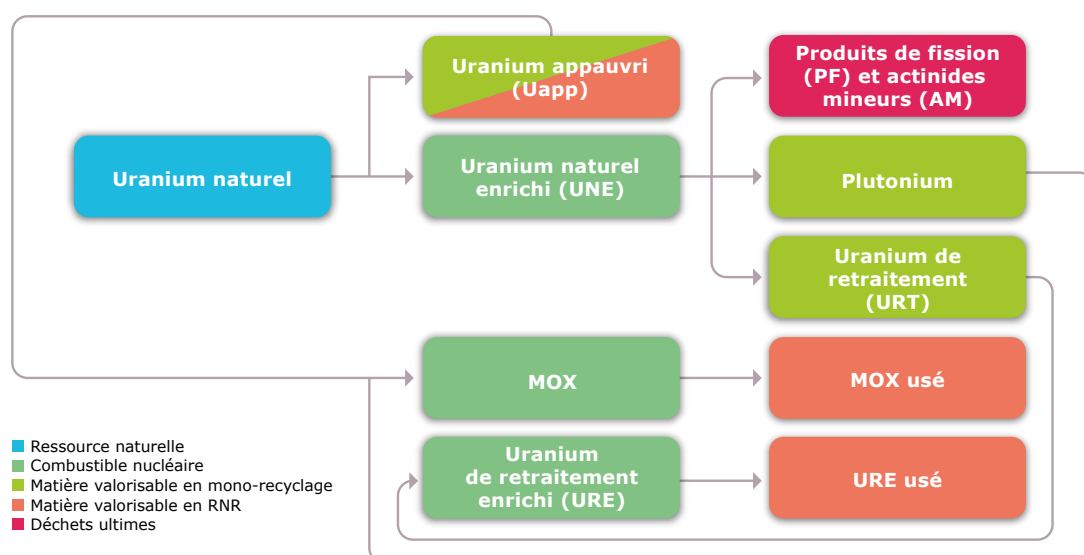 Uranium appauvri
(Uapp)
Produits de fission
(PF) et actinides
mineurs (AM)
Uranium naturel
Uranium naturel
enrichi (UNE)
Plutonium
Uranium de
retraitement
(URT)
MOX
MOX usé
Uranium
de retraitement
enrichi (URE)
URE usé
Ressource naturelle
Combustible nucléaire
Matière valorisable en mono-recyclage
Matière valorisable en RNR
Déchets ultimes